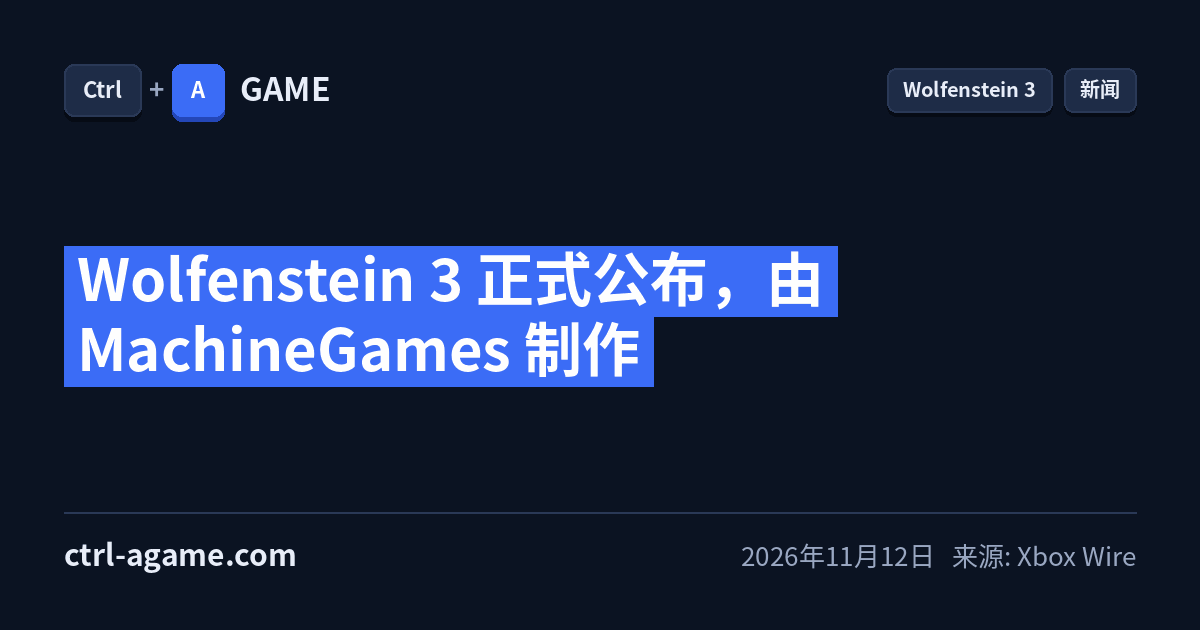 Ctrl + A GAME
Wolfenstein 3 新闻
Wolfenstein 3 正式公布，由
MachineGames 制作
ctrl-agame.com
2026年11月12日 来源: Xbox Wire